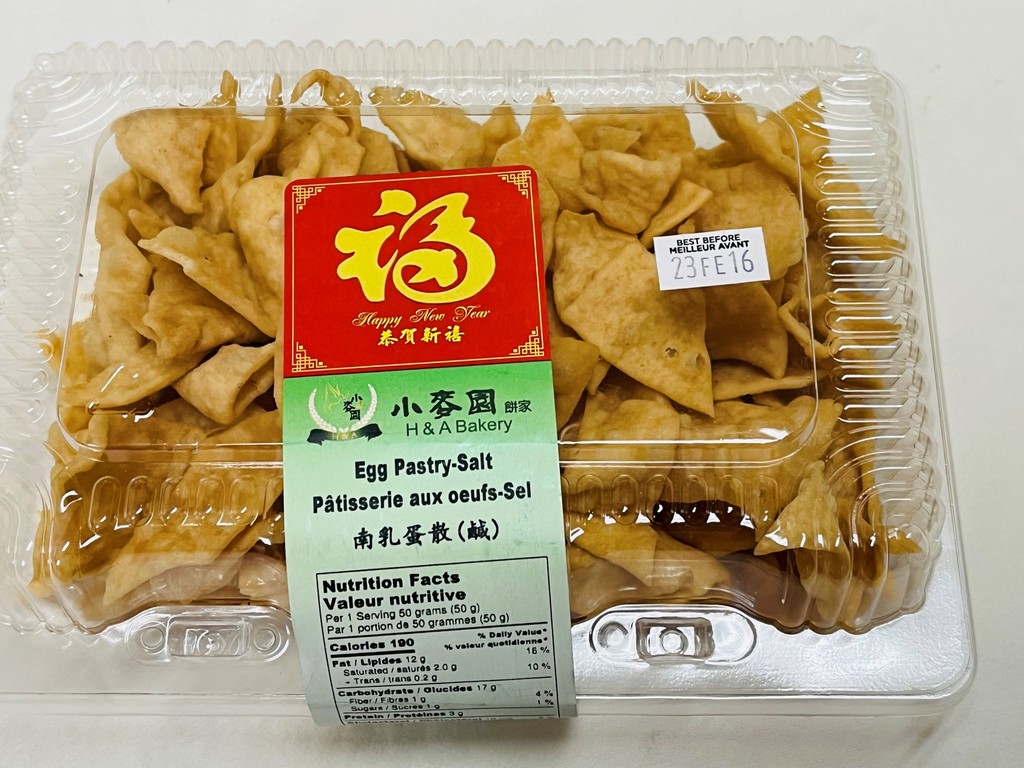 福
Happy New Year
恭賀新禧
BEST BEFORE
MEILLEUR AVANT
23FE16
小麥園
H & A
小麥園 餅家
H & A Bakery
Egg Pastry-Salt
Pâtisserie aux oeufs-Sel
南乳蛋散(鹹)
Nutrition Facts
Valeur nutritive
Per 1 Serving 50 grams (50 g)
Par 1 portion de 50 grammes (50 g)
% Daily Value*
Calories 190 % valeur quotidienne*
Fat / Lipides 12 g 16 %
Saturated / saturés 2.0 g
+ Trans / trans 0.2 g 10 %
Carbohydrate / Glucides 17 g
Fiber / Fibres 1 g 4 %
Sugars / Sucres 1 g 1 %
Protein / Protéines 3 g